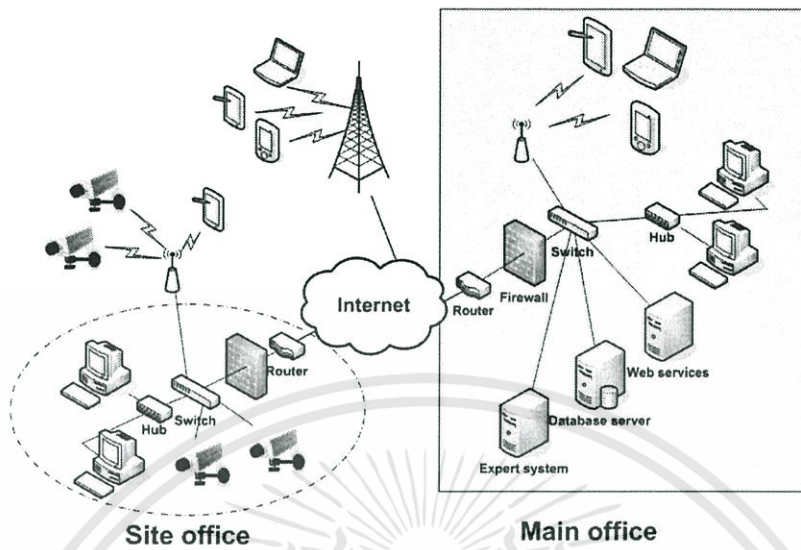 Internet
Router
Firewall
Switch
Hub
Web services
Database server
Expert system
Router
Hub
Switch
Site office
Main office